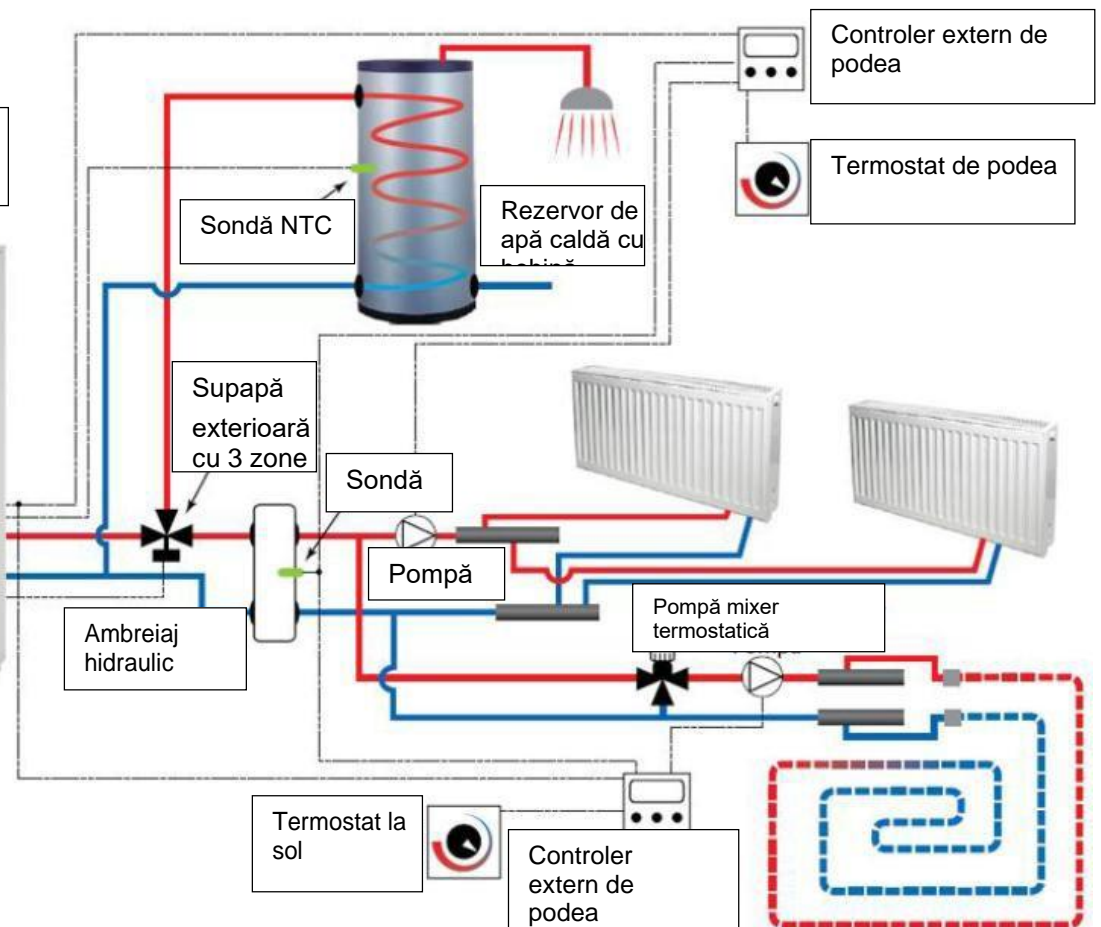 Controler extern de
podea
Termostat de podea
Sondă NTC
Rezervor de
apă caldă cu
Supapă
exterioară
cu 3 zone
Sondă
Pompă
Pompă mixer
termostatică
Ambreiaj
hidraulic
Termostat la
sol
Controler
extern de
podea